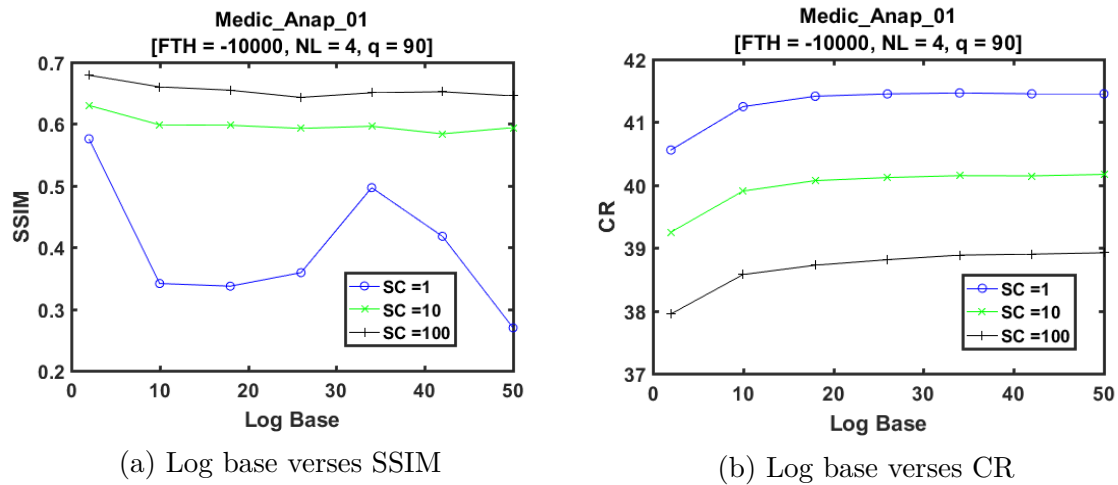 Medic_Anap_01
[FTH = -10000, NL = 4, q = 90]
0.7
0.6
0.5
0.4
0.3
0.2
SSIM
0 10 20 30 40 50
Log Base
SC =1
SC =10
SC =100
(a) Log base verses SSIM
Medic_Anap_01
[FTH = -10000, NL = 4, q = 90]
42
41
40
39
38
37
CR
0 10 20 30 40 50
Log Base
SC =1
SC =10
SC =100
(b) Log base verses CR